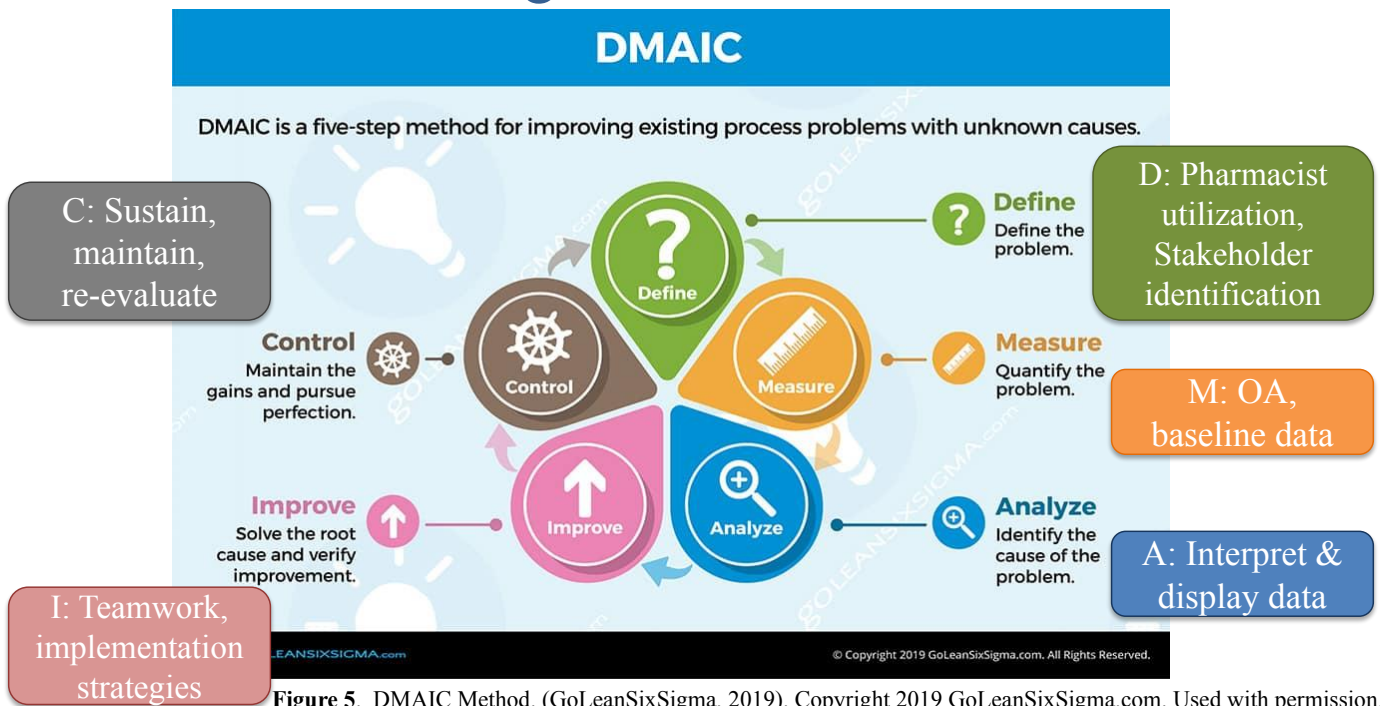 DMAIC
DMAIC is a five-step method for improving existing process problems with unknown causes.
C: Sustain,
maintain,
re-evaluate
D: Pharmacist
utilization,
Stakeholder
identification
Define
Define
Define the
problem.
Control
Maintain the
gains and pursue
perfection.
Control
Measure
Measure
Quantify the
problem.
M: OA,
baseline data
Improve
Solve the root
cause and verify
improvement.
Improve
Analyze
Analyze
Identify the
cause of the
problem.
A: Interpret &
display data
I: Teamwork,
implementation
strategies
EANSIXSIGMA.com
© Copyright 2019 GoLeanSixSigma.com. All Rights Reserved.
Figure 5. DMAIC Method. (GoLeanSixSigma, 2019). Copyright 2019 GoLeanSixSigma.com. Used with permission